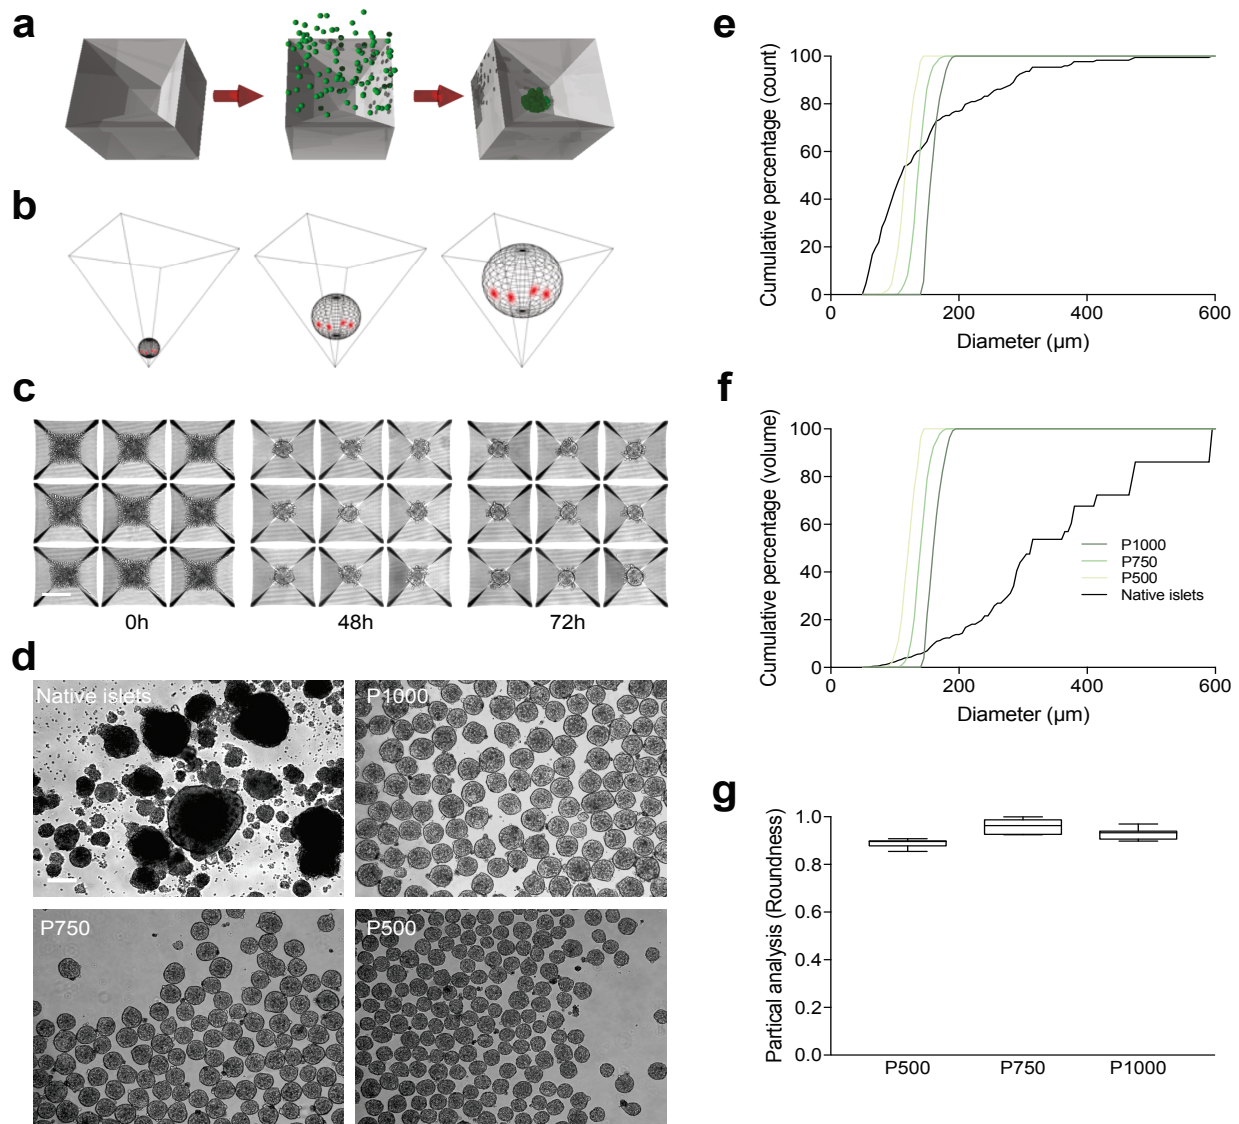 a
b
c
0h 48h 72h
d
Native islets
P1000
P750
P500
e
Cumulative percentage (count)
100
80
60
40
20
0
0 200 400 600
Diameter (µm)
f
Cumulative percentage (volume)
100
80
60
40
20
0
P1000
P750
P500
Native islets
0 200 400 600
Diameter (µm)
g
Partical analysis (Roundness)
1.0
0.8
0.6
0.4
0.2
0.0
P500 P750 P1000